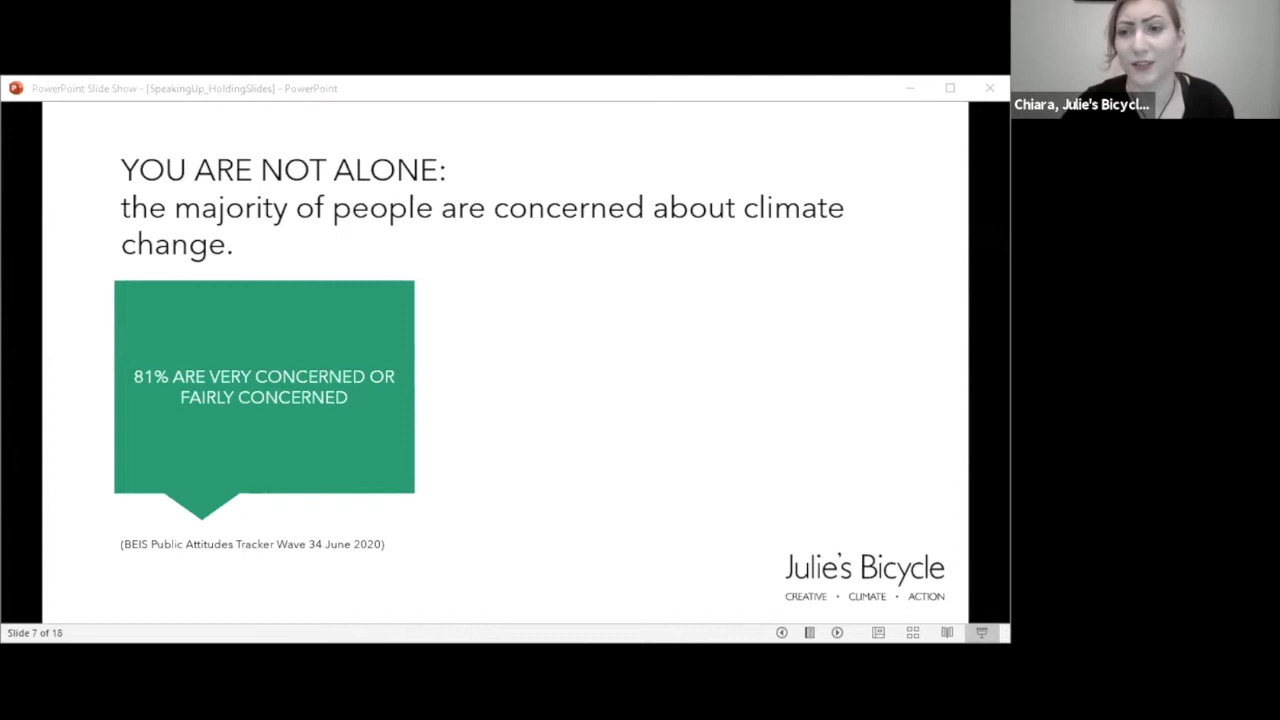 PowerPoint Slide Show - [SpeakingUp_HoldingSlides] - PowerPoint
Chiara, Julie's Bicycl...
YOU ARE NOT ALONE:
the majority of people are concerned about climate
change.
81% ARE VERY CONCERNED OR
FAIRLY CONCERNED
(BEIS Public Attitudes Tracker Wave 34 June 2020)
Julie's Bicycle
CREATIVE • CLIMATE • ACTION
Slide 7 of 18